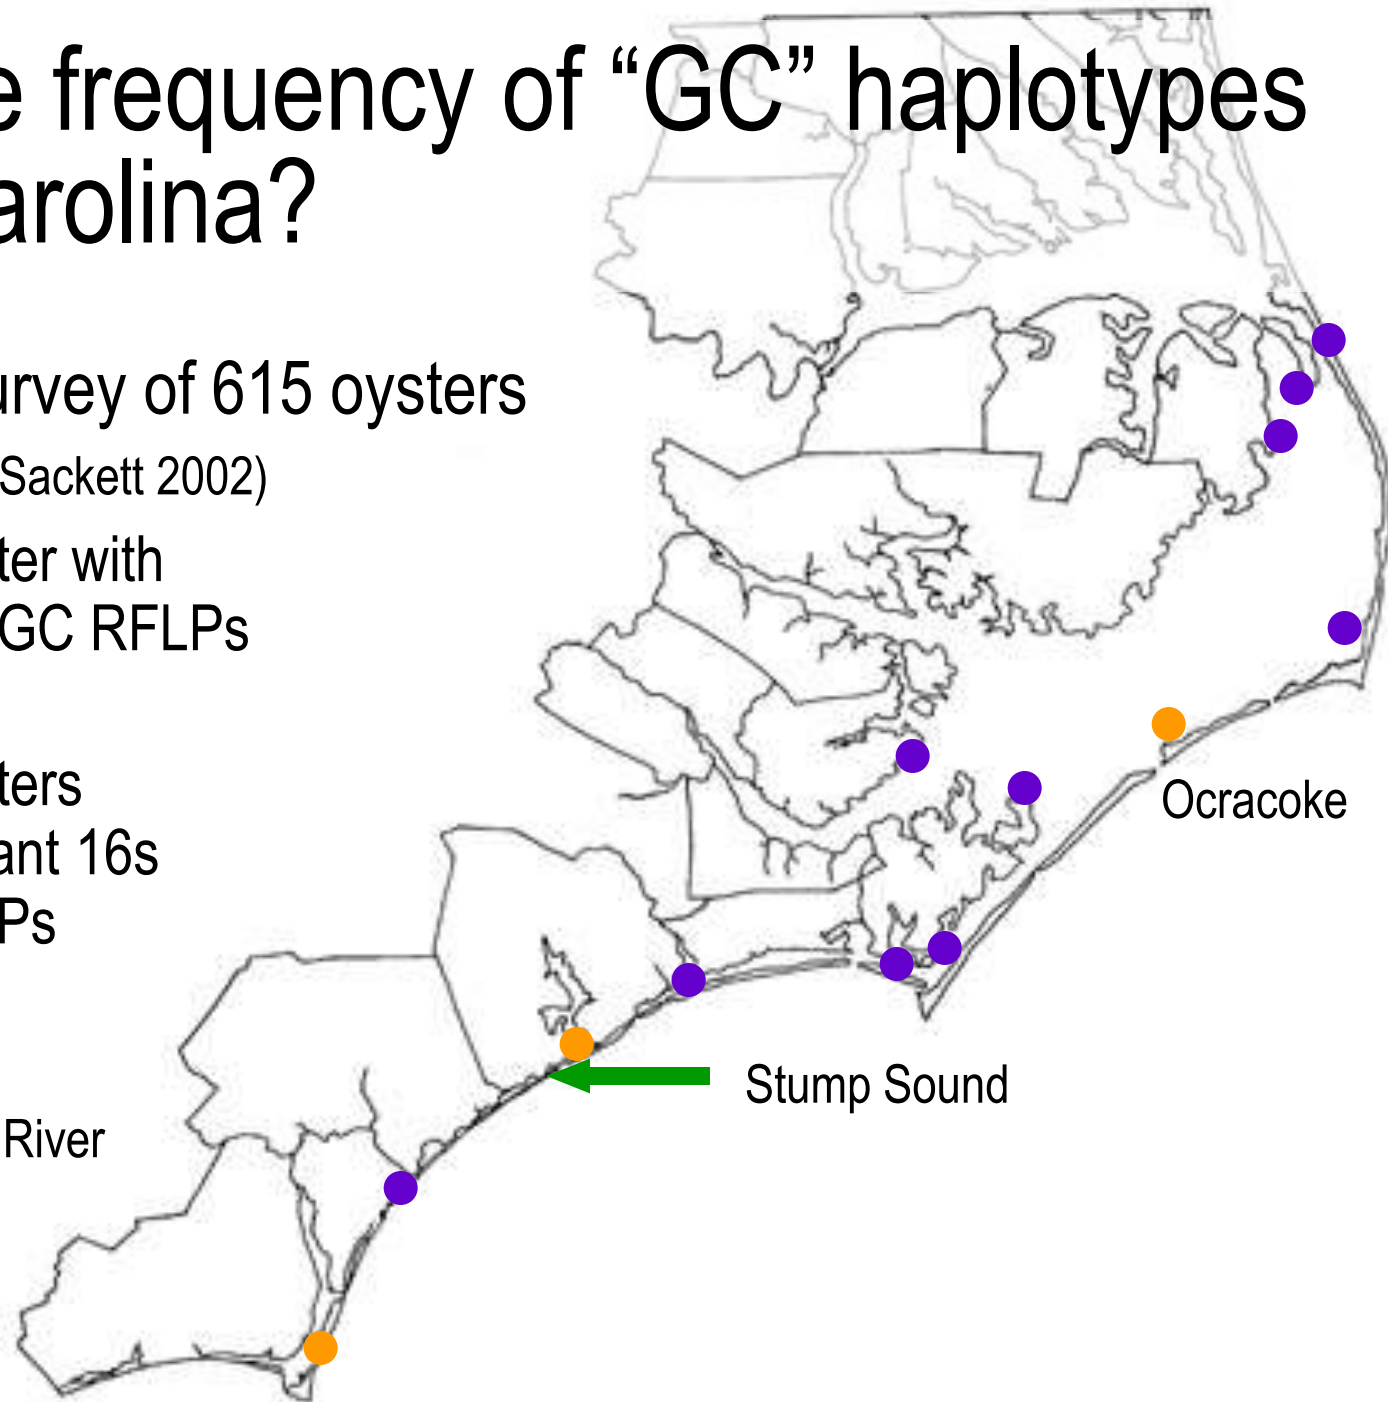 e frequency of “GC” haplotypes
arolina?
urvey of 615 oysters
Sackett 2002)
ter with
GC RFLPs
ters
ant 16s
Ps
Ocracoke
Stump Sound
River